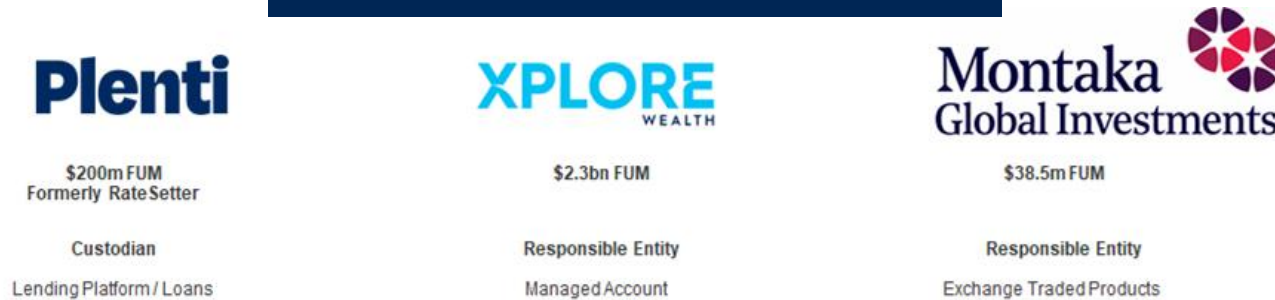 Plenti
$200m FUM
Formerly RateSetter
Custodian
Lending Platform / Loans
XPLORE
WEALTH
$2.3bn FUM
Responsible Entity
Managed Account
Montaka
Global Investments
$38.5m FUM
Responsible Entity
Exchange Traded Products